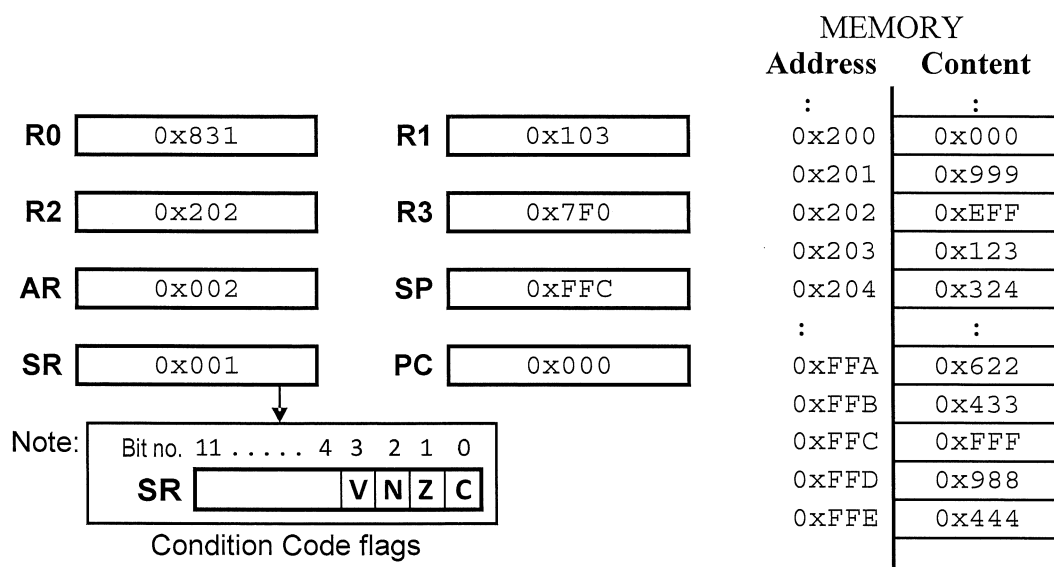 MEMORY
Address Content
: :
R0 0x831 R1 0x103 0x200 0x000
0x201 0x999
R2 0x202 R3 0x7F0 0x202 0xEFF
0x203 0x123
AR 0x002 SP 0xFFC 0x204 0x324
: :
SR 0x001 PC 0x000 0xFFA 0x622
0xFFB 0x433
Note: Bit no. 11 ..... 4 3 2 1 0 0xFFC 0xFFF
SR V N Z C 0xFFD 0x988
0xFFE 0x444
Condition Code flags